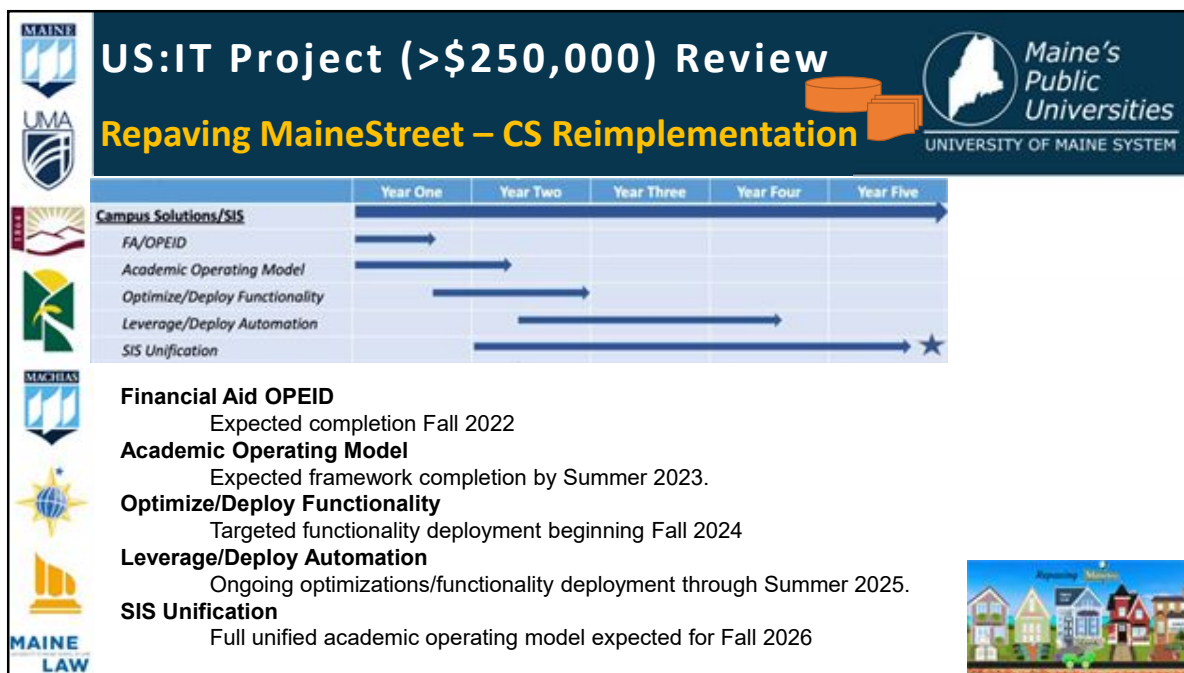 MAINE
US:IT Project (>$250,000) Review
Maine's
Public
Universities
UNIVERSITY OF MAINE SYSTEM
UMA
Repaving MaineStreet – CS Reimplementation
1864
Year One Year Two Year Three Year Four Year Five
Campus Solutions/SIS
FA/OPEID
Academic Operating Model
Optimize/Deploy Functionality
Leverage/Deploy Automation
SIS Unification
MACHIAS
Financial Aid OPEID
Expected completion Fall 2022
Academic Operating Model
Expected framework completion by Summer 2023.
Optimize/Deploy Functionality
Targeted functionality deployment beginning Fall 2024
Leverage/Deploy Automation
Ongoing optimizations/functionality deployment through Summer 2025.
SIS Unification
Full unified academic operating model expected for Fall 2026
Repaving
MAINE
LAW